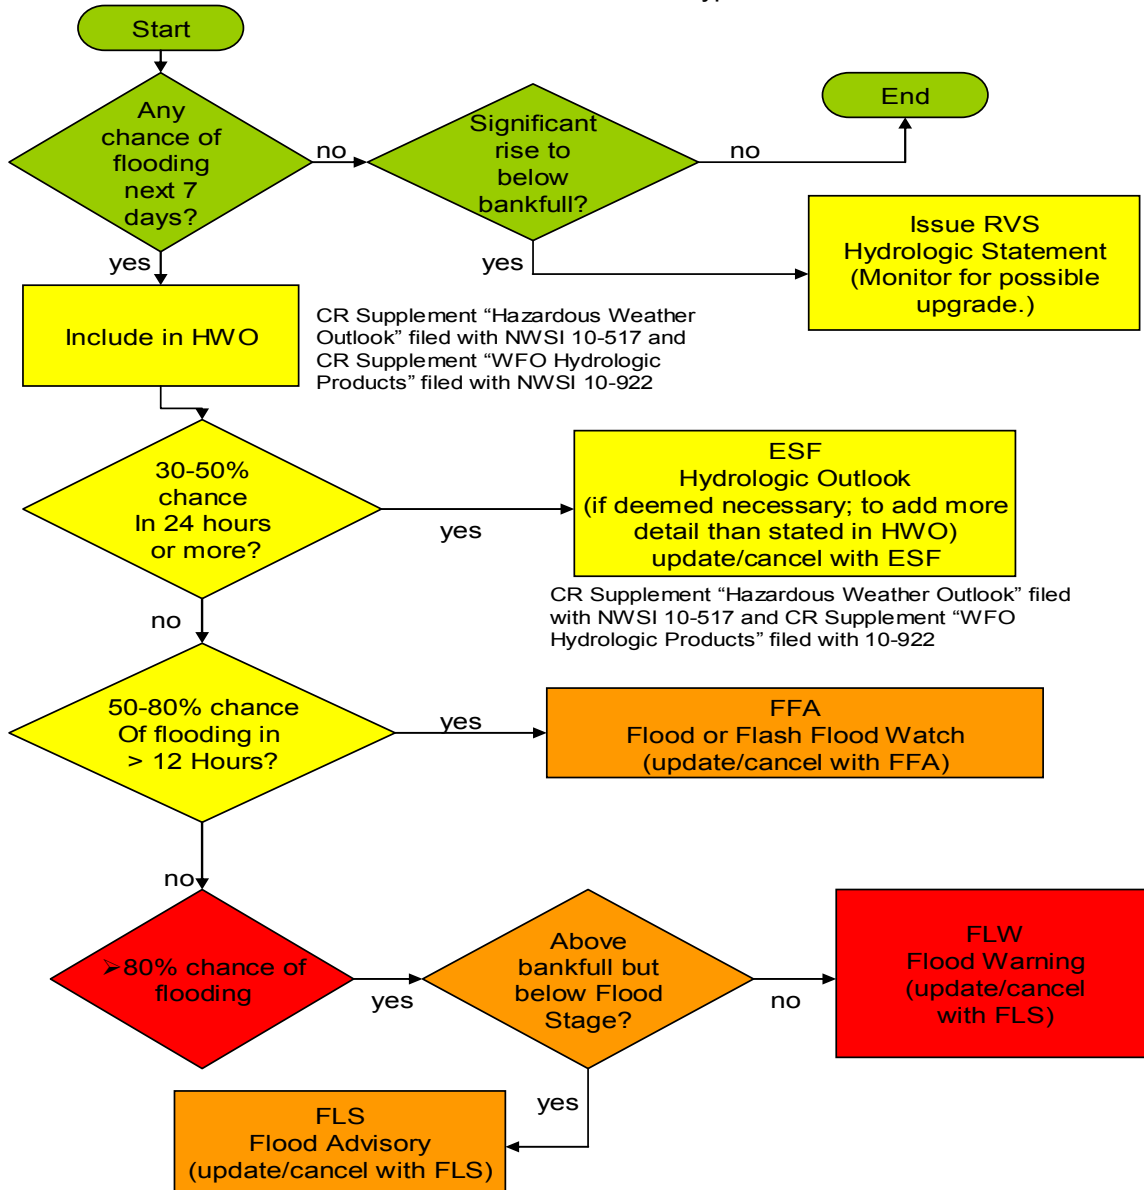 Start
Any
chance of
flooding
next 7
days?
no
Significant
rise to
below
bankfull?
no
End
yes
yes
Issue RVS
Hydrologic Statement
(Monitor for possible
upgrade.)
Include in HWO
CR Supplement “Hazardous Weather
Outlook” filed with NWSI 10-517 and
CR Supplement “WFO Hydrologic
Products” filed with NWSI 10-922
30-50%
chance
In 24 hours
or more?
yes
ESF
Hydrologic Outlook
(if deemed necessary; to add more
detail than stated in HWO)
update/cancel with ESF
CR Supplement “Hazardous Weather Outlook” filed
with NWSI 10-517 and CR Supplement “WFO
Hydrologic Products” filed with 10-922
no
50-80% chance
Of flooding in
> 12 Hours?
yes
FFA
Flood or Flash Flood Watch
(update/cancel with FFA)
no
➢80% chance of
flooding
yes
Above
bankfull but
below Flood
Stage?
no
FLW
Flood Warning
(update/cancel
with FLS)
yes
FLS
Flood Advisory
(update/cancel with FLS)